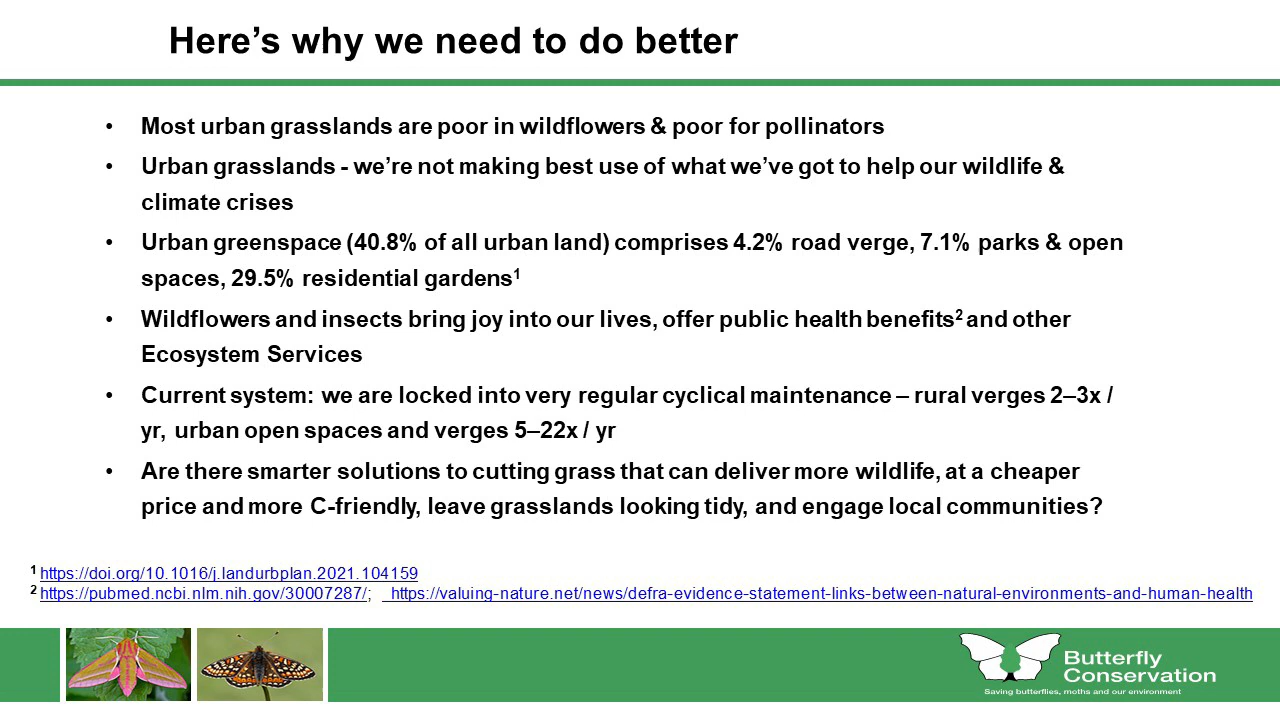 Here’s why we need to do better
• Most urban grasslands are poor in wildflowers & poor for pollinators
• Urban grasslands - we’re not making best use of what we’ve got to help our wildlife &
climate crises
• Urban greenspace (40.8% of all urban land) comprises 4.2% road verge, 7.1% parks & open
spaces, 29.5% residential gardens¹
• Wildflowers and insects bring joy into our lives, offer public health benefits² and other
Ecosystem Services
• Current system: we are locked into very regular cyclical maintenance – rural verges 2–3x /
yr, urban open spaces and verges 5–22x / yr
• Are there smarter solutions to cutting grass that can deliver more wildlife, at a cheaper
price and more C-friendly, leave grasslands looking tidy, and engage local communities?
¹ https://doi.org/10.1016/j.landurbplan.2021.104159
² https://pubmed.ncbi.nlm.nih.gov/30007287/; https://valuing-nature.net/news/defra-evidence-statement-links-between-natural-environments-and-human-health
Butterfly
Conservation
Saving butterflies, moths and our environment